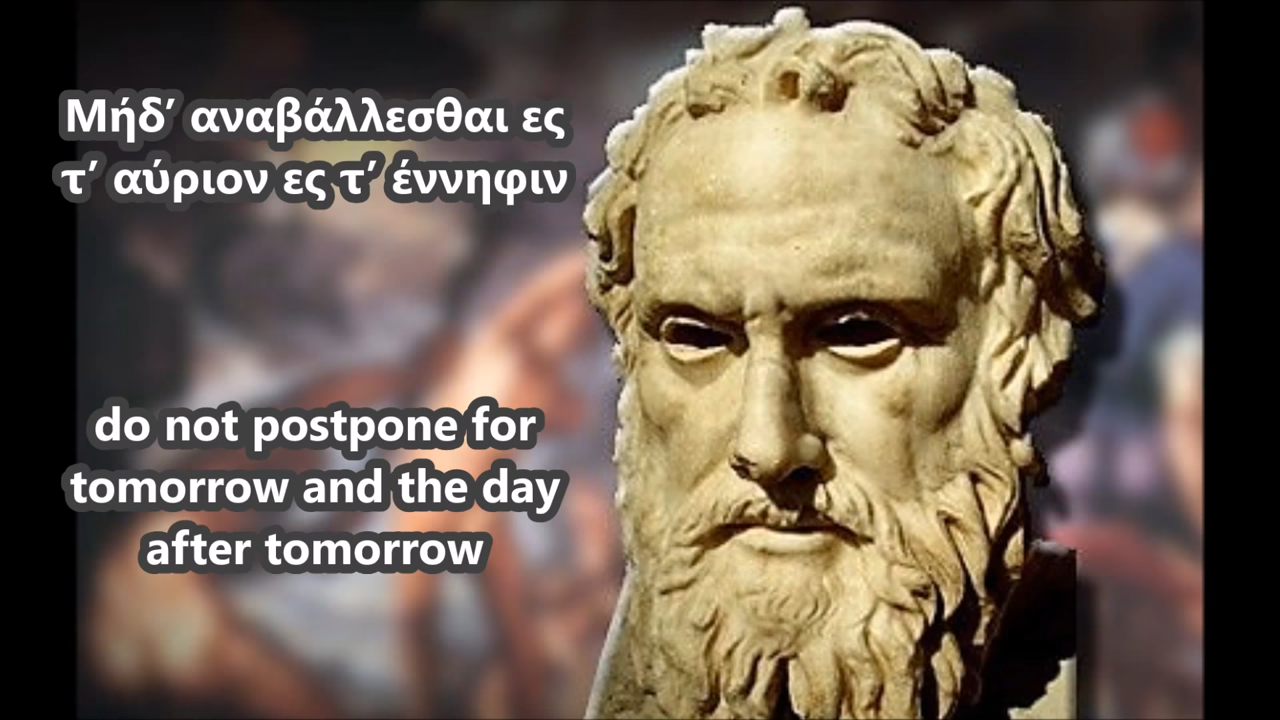 Μήδ’ αναβάλλεσθαι ες
τ’ αύριον ες τ’ έννηφιν
do not postpone for
tomorrow and the day
after tomorrow